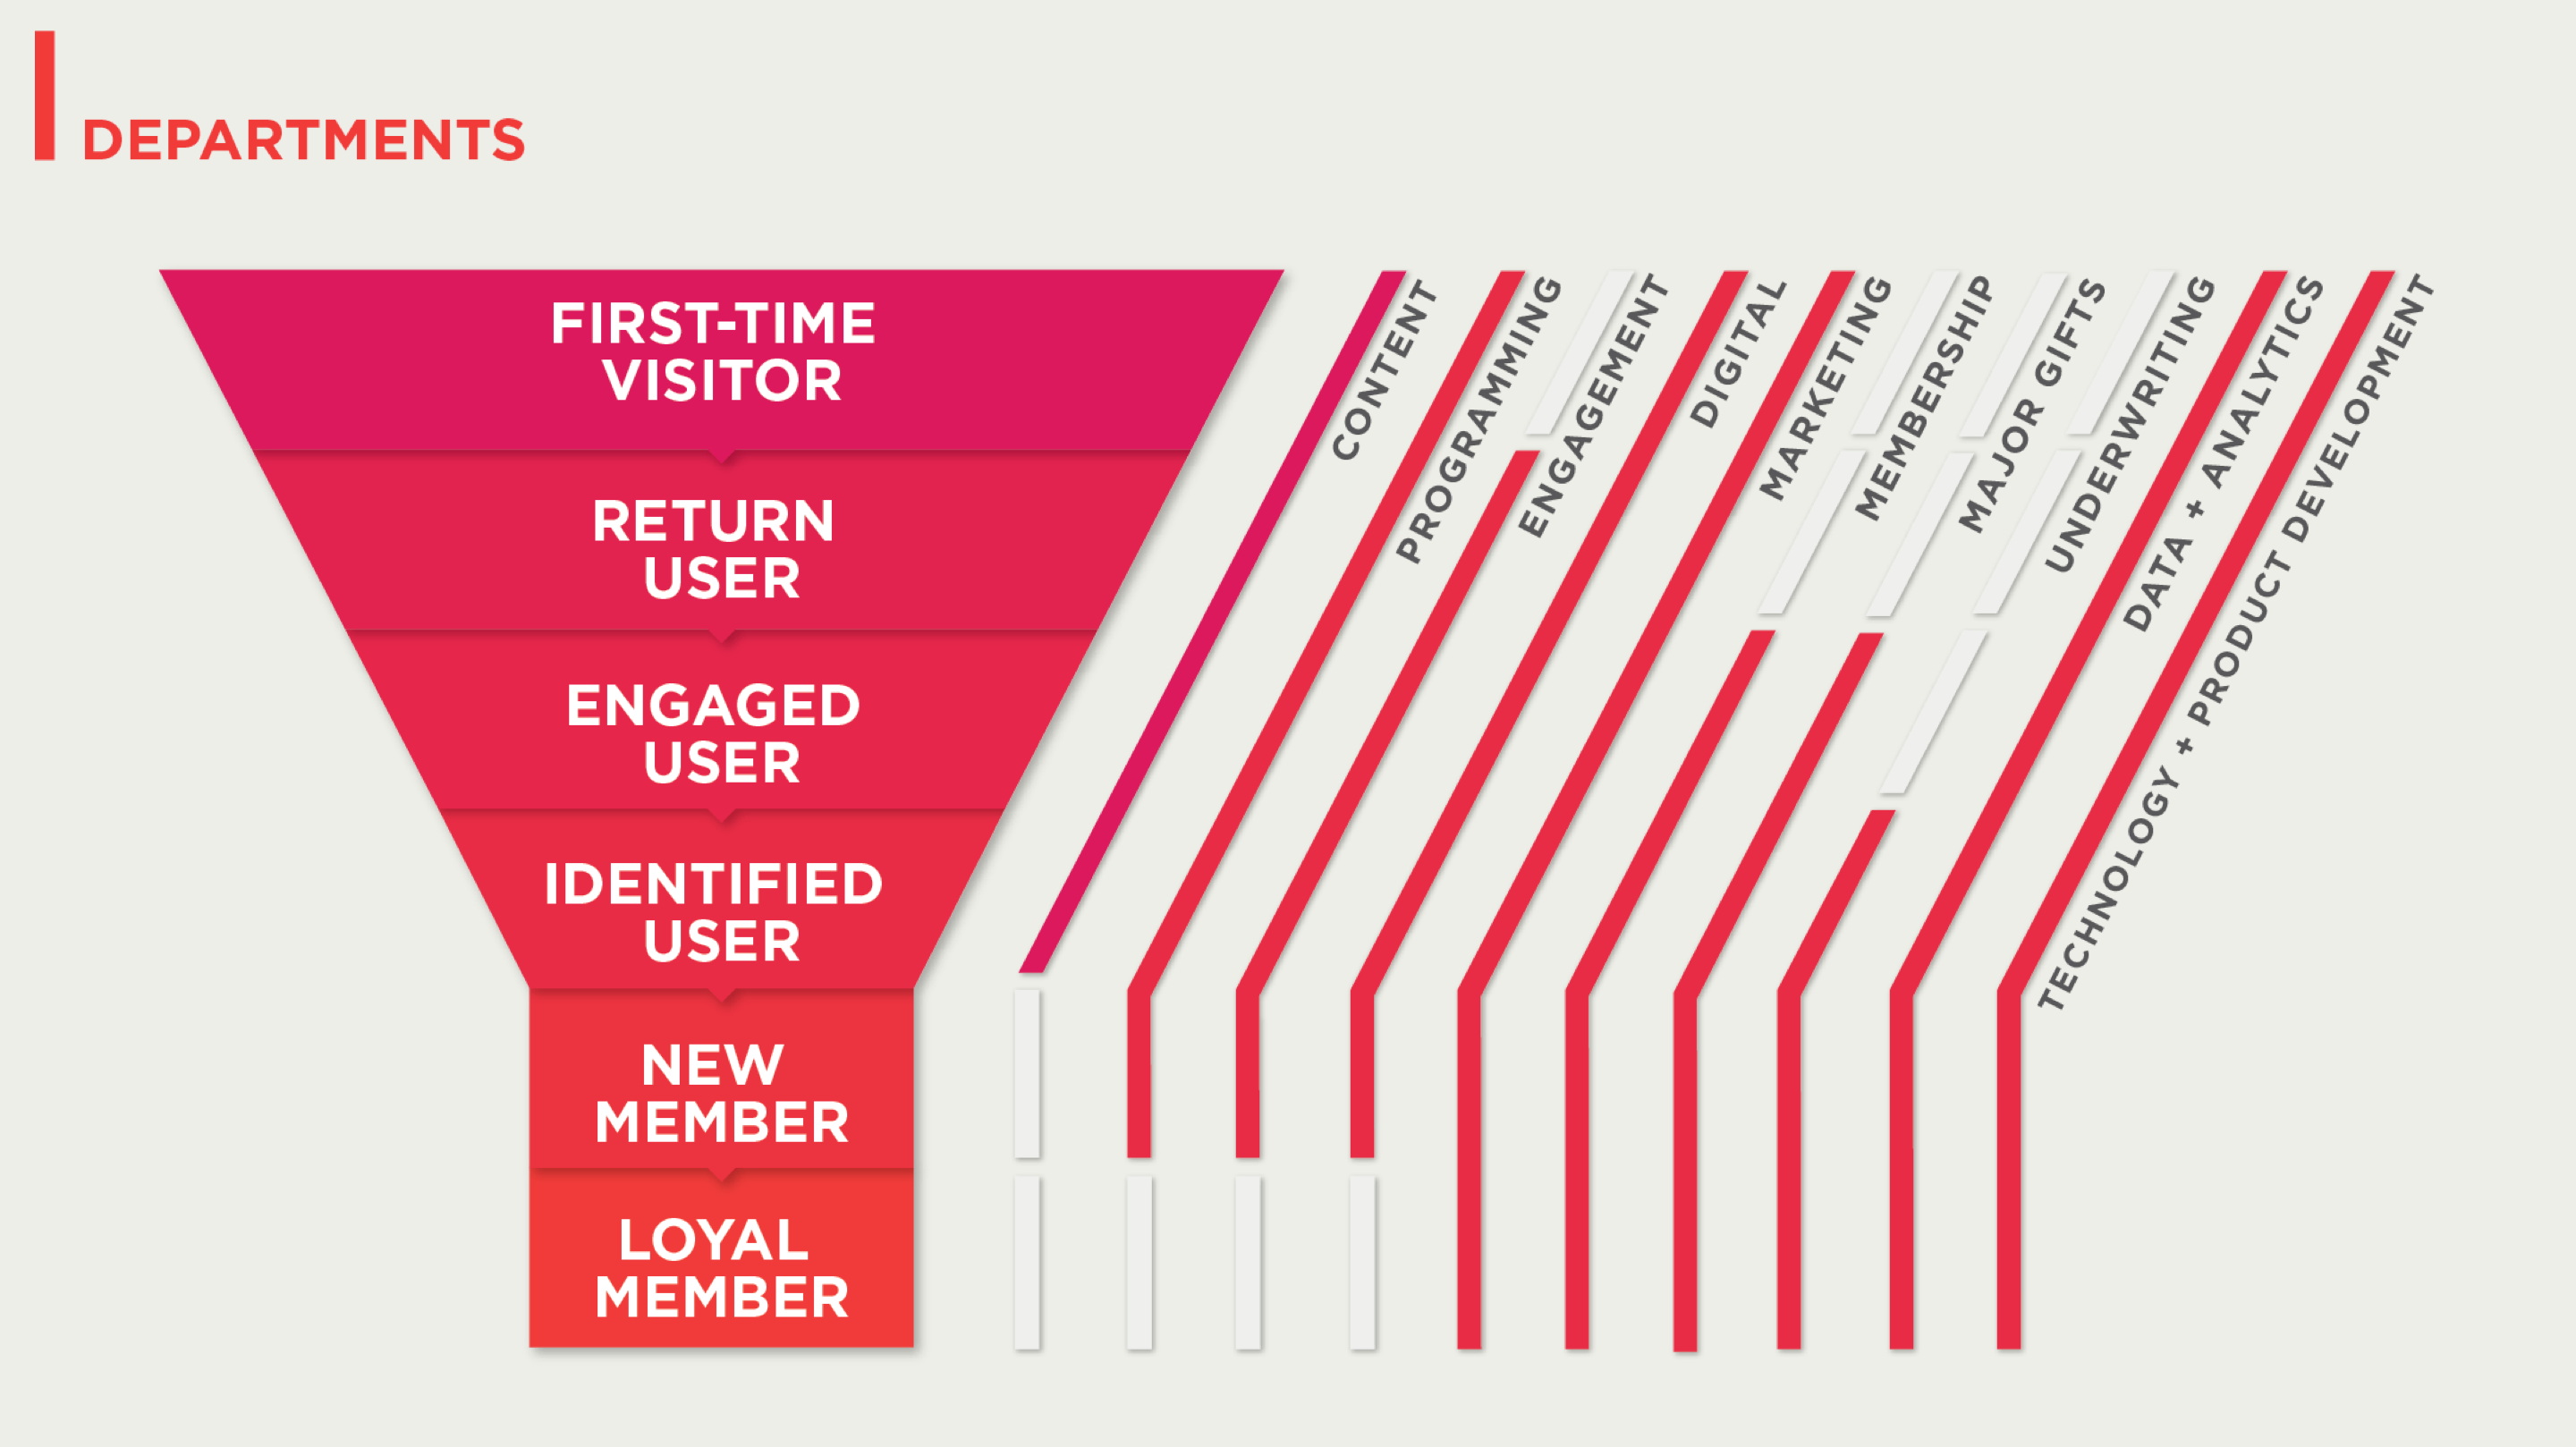 DEPARTMENTS
FIRST-TIME
VISITOR
RETURN
USER
ENGAGED
USER
IDENTIFIED
USER
NEW
MEMBER
LOYAL
MEMBER
CONTENT
PROGRAMMING
ENGAGEMENT
DIGITAL
MARKETING
MEMBERSHIP
MAJOR GIFTS
UNDERWRITING
DATA + ANALYTICS
TECHNOLOGY + PRODUCT DEVELOPMENT